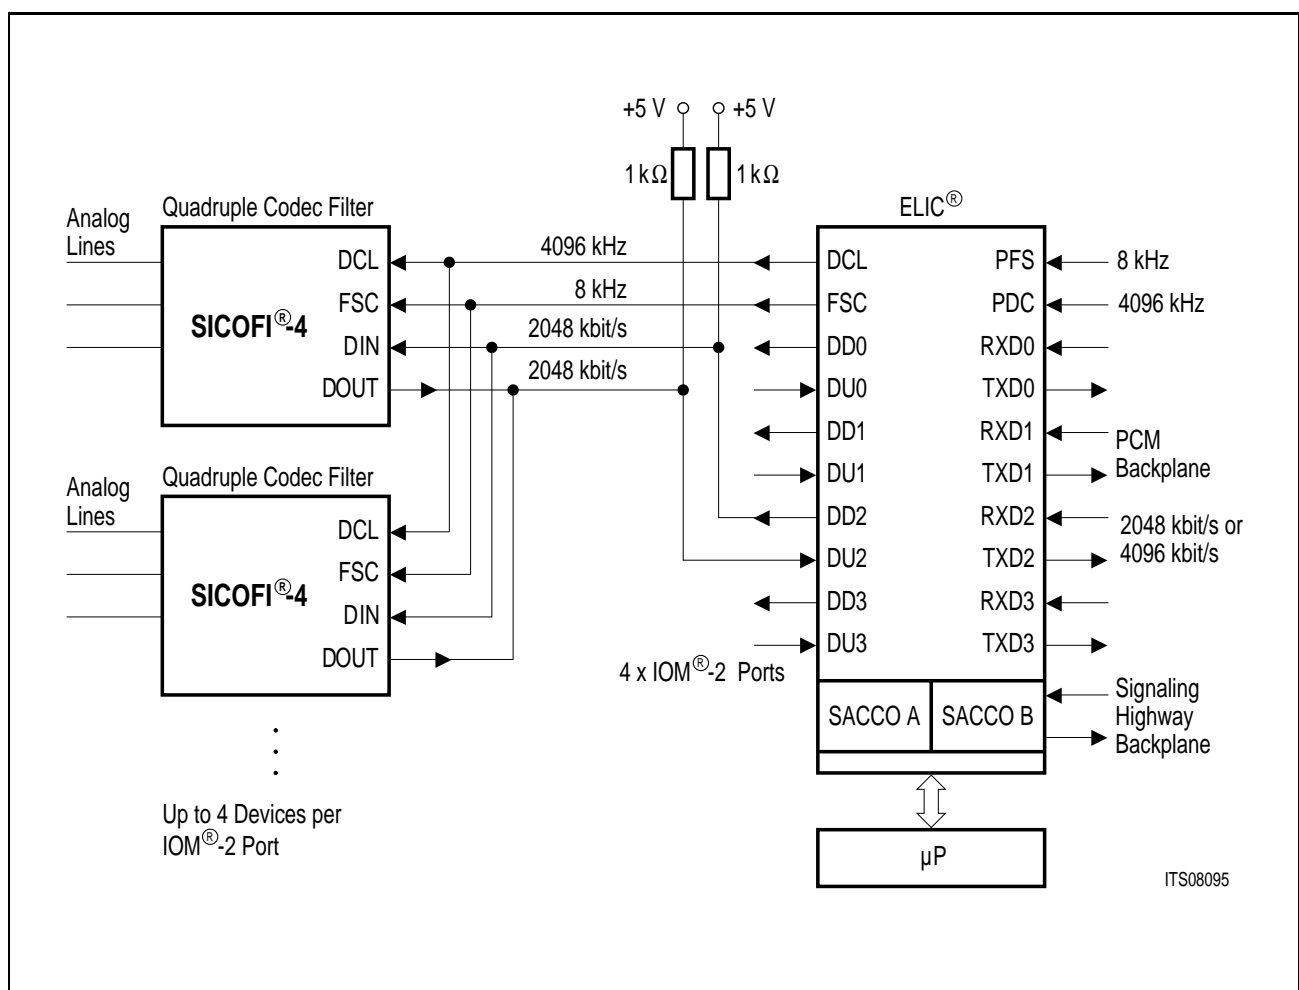 +5 V
+5 V
1 kΩ
1 kΩ
Quadruple Codec Filter
Analog
Lines
SICOFI®-4
DCL
FSC
DIN
DOUT
4096 kHz
8 kHz
2048 kbit/s
2048 kbit/s
Quadruple Codec Filter
Analog
Lines
SICOFI®-4
DCL
FSC
DIN
DOUT
Up to 4 Devices per
IOM®-2 Port
ELIC®
DCL
FSC
DD0
DU0
DD1
DU1
DD2
DU2
DD3
DU3
4 x IOM®-2 Ports
PFS
PDC
RXD0
TXD0
RXD1
TXD1
RXD2
TXD2
RXD3
TXD3
8 kHz
4096 kHz
PCM
Backplane
2048 kbit/s or
4096 kbit/s
SACCO A
SACCO B
Signaling
Highway
Backplane
µP
ITS08095